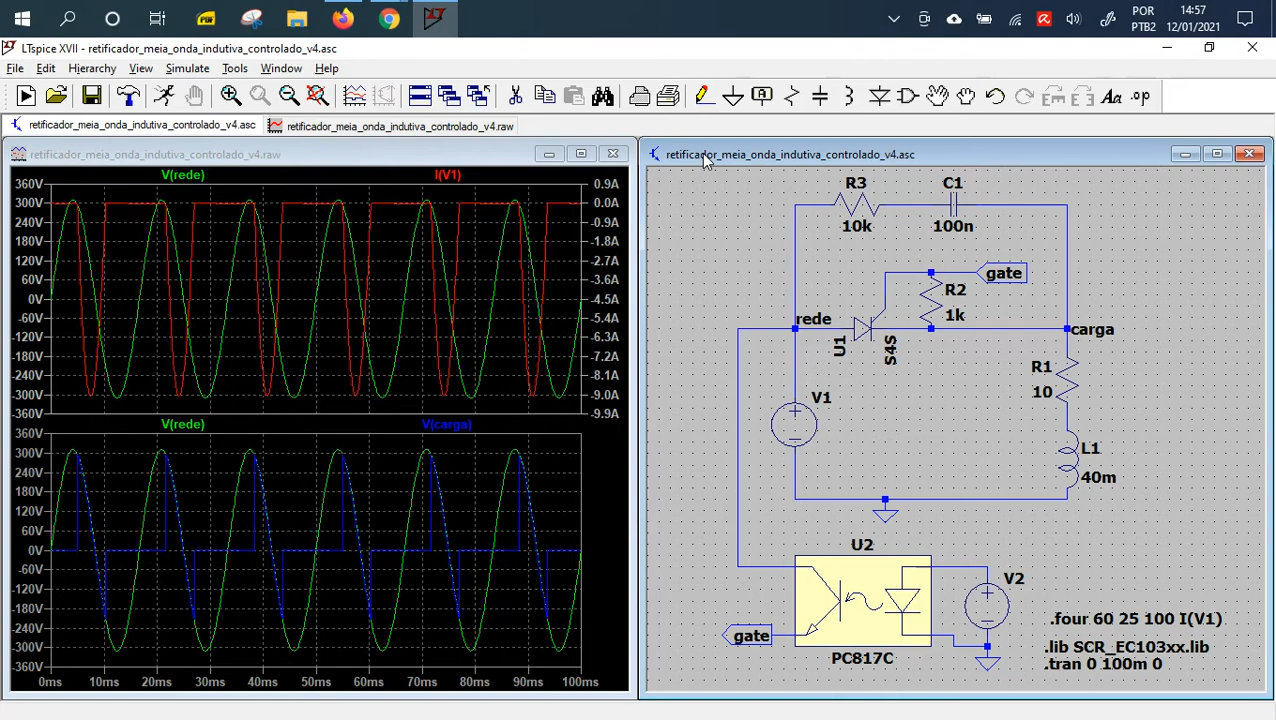 POR
14:57
PTB2
12/01/2021
PDF
LT
LTspice XVII - retificador_meia_onda_indutiva_controlado_v4.asc
File Edit Hierarchy View Simulate Tools Window Help
Aa .op
retificador_meia_onda_indutiva_controlado_v4.asc
retificador_meia_onda_indutiva_controlado_v4.raw
retificador_meia_onda_indutiva_controlado_v4.raw
V(rede) I(V1)
360V 0.9A
300V 0.0A
240V -0.9A
180V -1.8A
120V -2.7A
60V -3.6A
0V -4.5A
-60V -5.4A
-120V -6.3A
-180V -7.2A
-240V -8.1A
-300V -9.0A
-360V -9.9A
V(rede) V(carga)
360V
300V
240V
180V
120V
60V
0V
-60V
-120V
-180V
-240V
-300V
-360V
0ms 10ms 20ms 30ms 40ms 50ms 60ms 70ms 80ms 90ms 100ms
retificador_meia_onda_indutiva_controlado_v4.asc
R3 C1
10k 100n
gate
R2
1k
rede
carga
U1 S4S
R1
10
V1
L1
40m
U2
V2
gate
PC817C
.four 60 25 100 I(V1)
.lib SCR_EC103xx.lib
.tran 0 100m 0